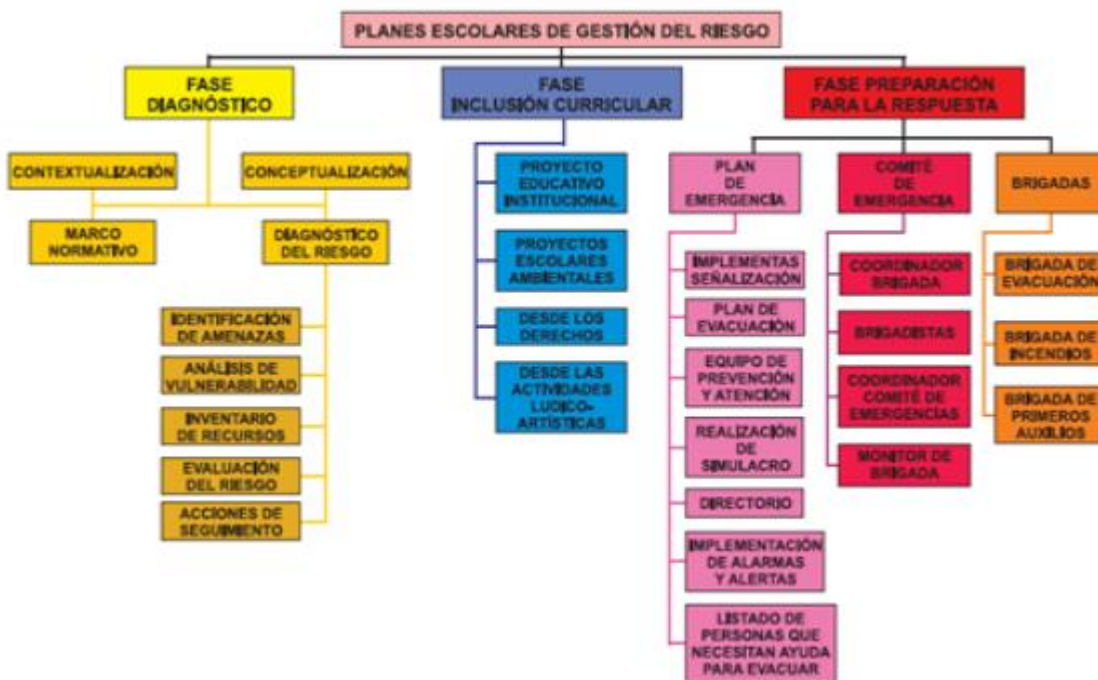 PLANES ESCOLARES DE GESTIÓN DEL RIESGO
FASE
DIAGNÓSTICO
CONTEXTUALIZACIÓN
CONCEPTUALIZACIÓN
MARCO
NORMATIVO
DIAGNÓSTICO
DEL RIESGO
IDENTIFICACIÓN
DE AMENAZAS
ANÁLISIS DE
VULNERABILIDAD
INVENTARIO
DE RECURSOS
EVALUACIÓN
DEL RIESGO
ACCIONES DE
SEGUIMIENTO
FASE
INCLUSIÓN CURRICULAR
PROYECTO
EDUCATIVO
INSTITUCIONAL
PROYECTOS
ESCOLARES
AMBIENTALES
DESDE LOS
DERECHOS
DESDE LAS
ACTIVIDADES
LUDICO-
ARTÍSTICAS
FASE PREPARACIÓN
PARA LA RESPUESTA
PLAN
DE
EMERGENCÍA
IMPLEMENTAS
SEÑALIZACIÓN
PLAN DE
EVACUACIÓN
EQUIPO DE
PREVENCIÓN
Y ATENCIÓN
REALIZACIÓN
DE
SIMULACRO
DIRECTORIO
IMPLEMENTACIÓN
DE ALARMAS
Y ALERTAS
LISTADO DE
PERSONAS QUE
NECESITAN AYUDA
PARA EVACUAR
COMITÉ
DE
EMERGENCIA
COORDINADOR
BRIGADA
BRIGADISTAS
COORDINADOR
COMITÉ DE
EMERGENCÍAS
MONITOR DE
BRIGADA
BRIGADAS
BRIGADA DE
EVACUACIÓN
BRIGADA DE
INCENDIOS
BRIGADA DE
PRIMEROS
AUXILIOS